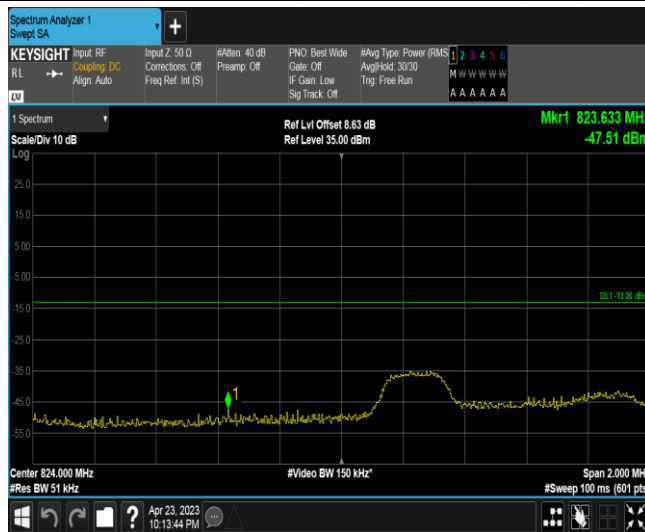 Spectrum Analyzer 1
Swept SA
+
KEYSIGHT Input: RF Input Z: 50 Ω #Atten: 40 dB PNO: Best Wide #Avg Type: Power (RMS 1 2 3 4 5 6
RL Coupling: DC Corrections: Off Preamp: Off Gate: Off Avg|Hold: 30/30 M W W W W W
Align: Auto Freq Ref: Int (S) IF Gain: Low Trig: Free Run
Sig Track: Off A A A A A A
LXI
1 Spectrum Ref Lvl Offset 8.63 dB Mkr1 823.633 MH
Scale/Div 10 dB Ref Level 35.00 dBm -47.51 dBm
Log
25.0
15.0
5.00
-5.00
DL1 -13.00 dB
-15.0
-25.0
-35.0
1
-45.0
-55.0
Center 824.000 MHz #Video BW 150 kHz* Span 2.000 MH
#Res BW 51 kHz #Sweep 100 ms (601 pts
? Apr 23, 2023
10:13:44 PM